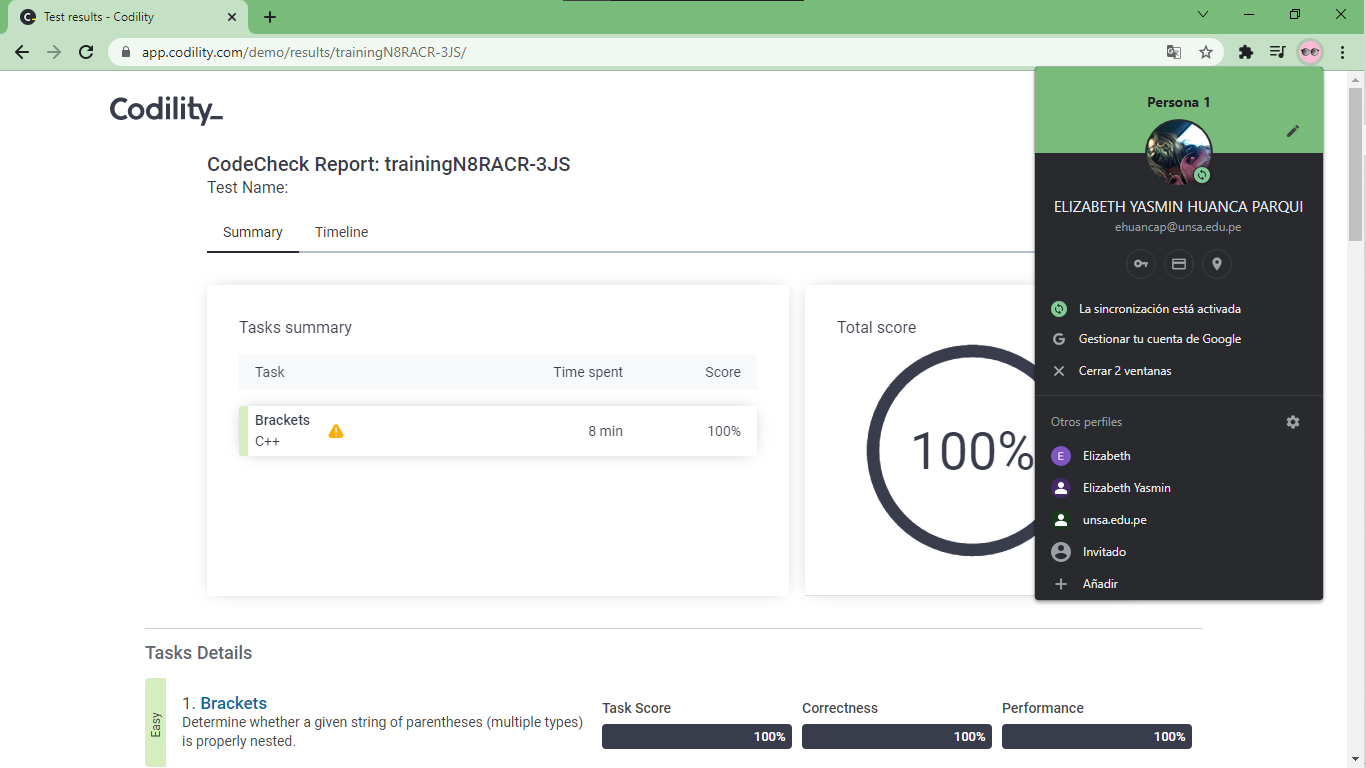 Test results - Codility
app.codility.com/demo/results/trainingN8RACR-3JS/
Codility_
CodeCheck Report: trainingN8RACR-3JS
Test Name:
Summary Timeline
Tasks summary
Task Time spent Score
Brackets
C++
8 min 100%
Total score
100%
Persona 1
ELIZABETH YASMIN HUANCA PARQUI
ehuancap@unsa.edu.pe
La sincronización está activada
G Gestionar tu cuenta de Google
Cerrar 2 ventanas
Otros perfiles
E Elizabeth
Elizabeth Yasmin
unsa.edu.pe
Invitado
Añadir
Tasks Details
Easy
1. Brackets
Determine whether a given string of parentheses (multiple types)
is properly nested.
Task Score Correctness Performance
100% 100% 100%